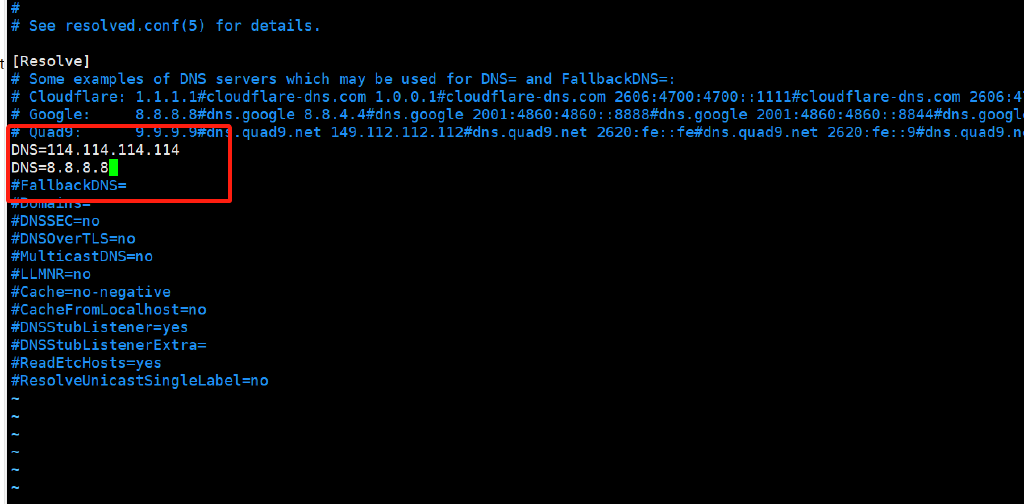 #
# See resolved.conf(5) for details.
t
[Resolve]
# Some examples of DNS servers which may be used for DNS= and FallbackDNS=:
# Cloudflare: 1.1.1.1#cloudflare-dns.com 1.0.0.1#cloudflare-dns.com 2606:4700:4700::1111#cloudflare-dns.com 2606:4
# Google:     8.8.8.8#dns.google 8.8.4.4#dns.google 2001:4860:4860::8888#dns.google 2001:4860:4860::8844#dns.googl
# Quad9:      9.9.9.9#dns.quad9.net 149.112.112.112#dns.quad9.net 2620:fe::fe#dns.quad9.net 2620:fe::9#dns.quad9.n
DNS=114.114.114.114
DNS=8.8.8.8
#FallbackDNS=
#Domains=
#DNSSEC=no
#DNSOverTLS=no
#MulticastDNS=no
#LLMNR=no
#Cache=no-negative
#CacheFromLocalhost=no
#DNSStubListener=yes
#DNSStubListenerExtra=
#ReadEtcHosts=yes
#ResolveUnicastSingleLabel=no
~
~
~
~
~
~